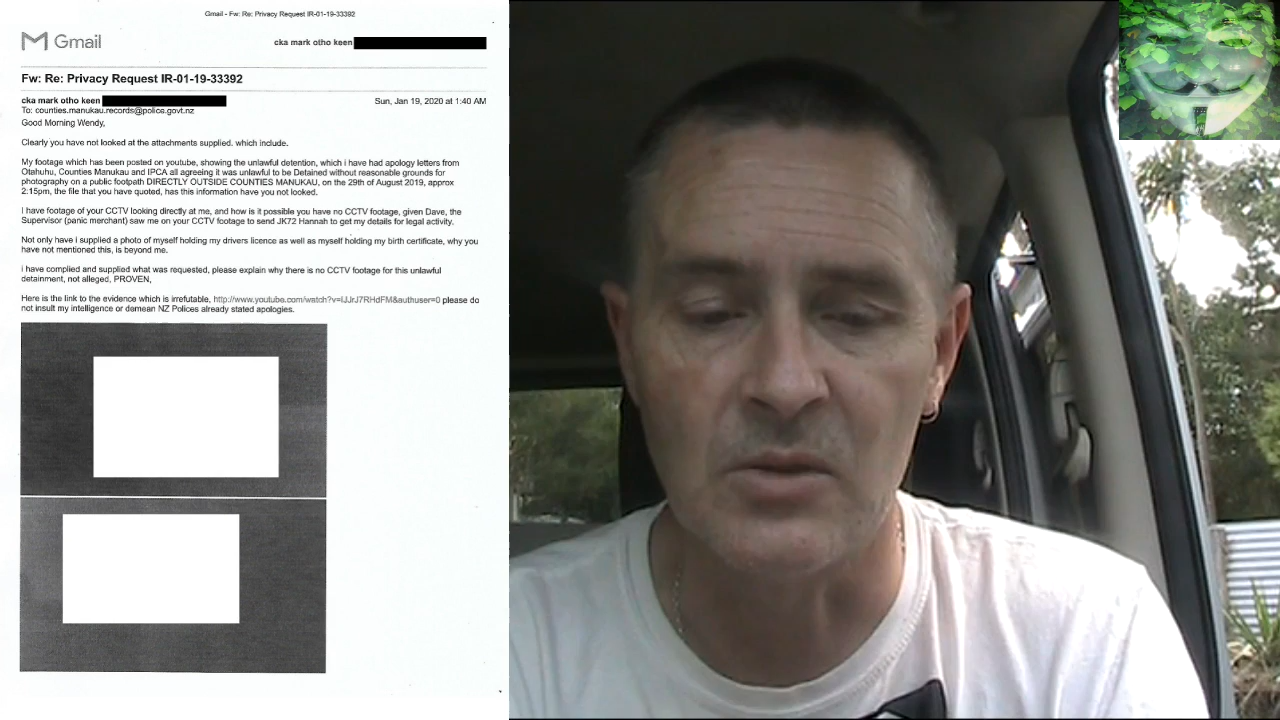 Gmail - Fw: Re: Privacy Request IR-01-19-33392
Gmail
cka mark otho keen
Fw: Re: Privacy Request IR-01-19-33392
cka mark otho keen
Sun, Jan 19, 2020 at 1:40 AM
To: counties.manukau.records@police.govt.nz
Good Morning Wendy,
Clearly you have not looked at the attachments supplied. which include.
My footage which has been posted on youtube, showing the unlawful detention, which i have had apology letters from
Otahuhu, Counties Manukau and IPCA all agreeing it was unlawful to be Detained without reasonable grounds for
photography on a public footpath DIRECTLY OUTSIDE COUNTIES MANUKAU, on the 29th of August 2019, approx
2:15pm, the file that you have quoted, has this information have you not looked.
I have footage of your CCTV looking directly at me, and how is it possible you have no CCTV footage, given Dave, the
Supervisor (panic merchant) saw me on your CCTV footage to send JK72 Hannah to get my details for legal activity.
Not only have i supplied a photo of myself holding my drivers licence as well as myself holding my birth certificate, why you
have not mentioned this, is beyond me.
i have complied and supplied what was requested, please explain why there is no CCTV footage for this unlawful
detainment, not alleged, PROVEN,
Here is the link to the evidence which is irrefutable, http://www.youtube.com/watch?v=IJJrJ7RHdFM&authuser=0 please do
not insult my intelligence or demean NZ Polices already stated apologies.